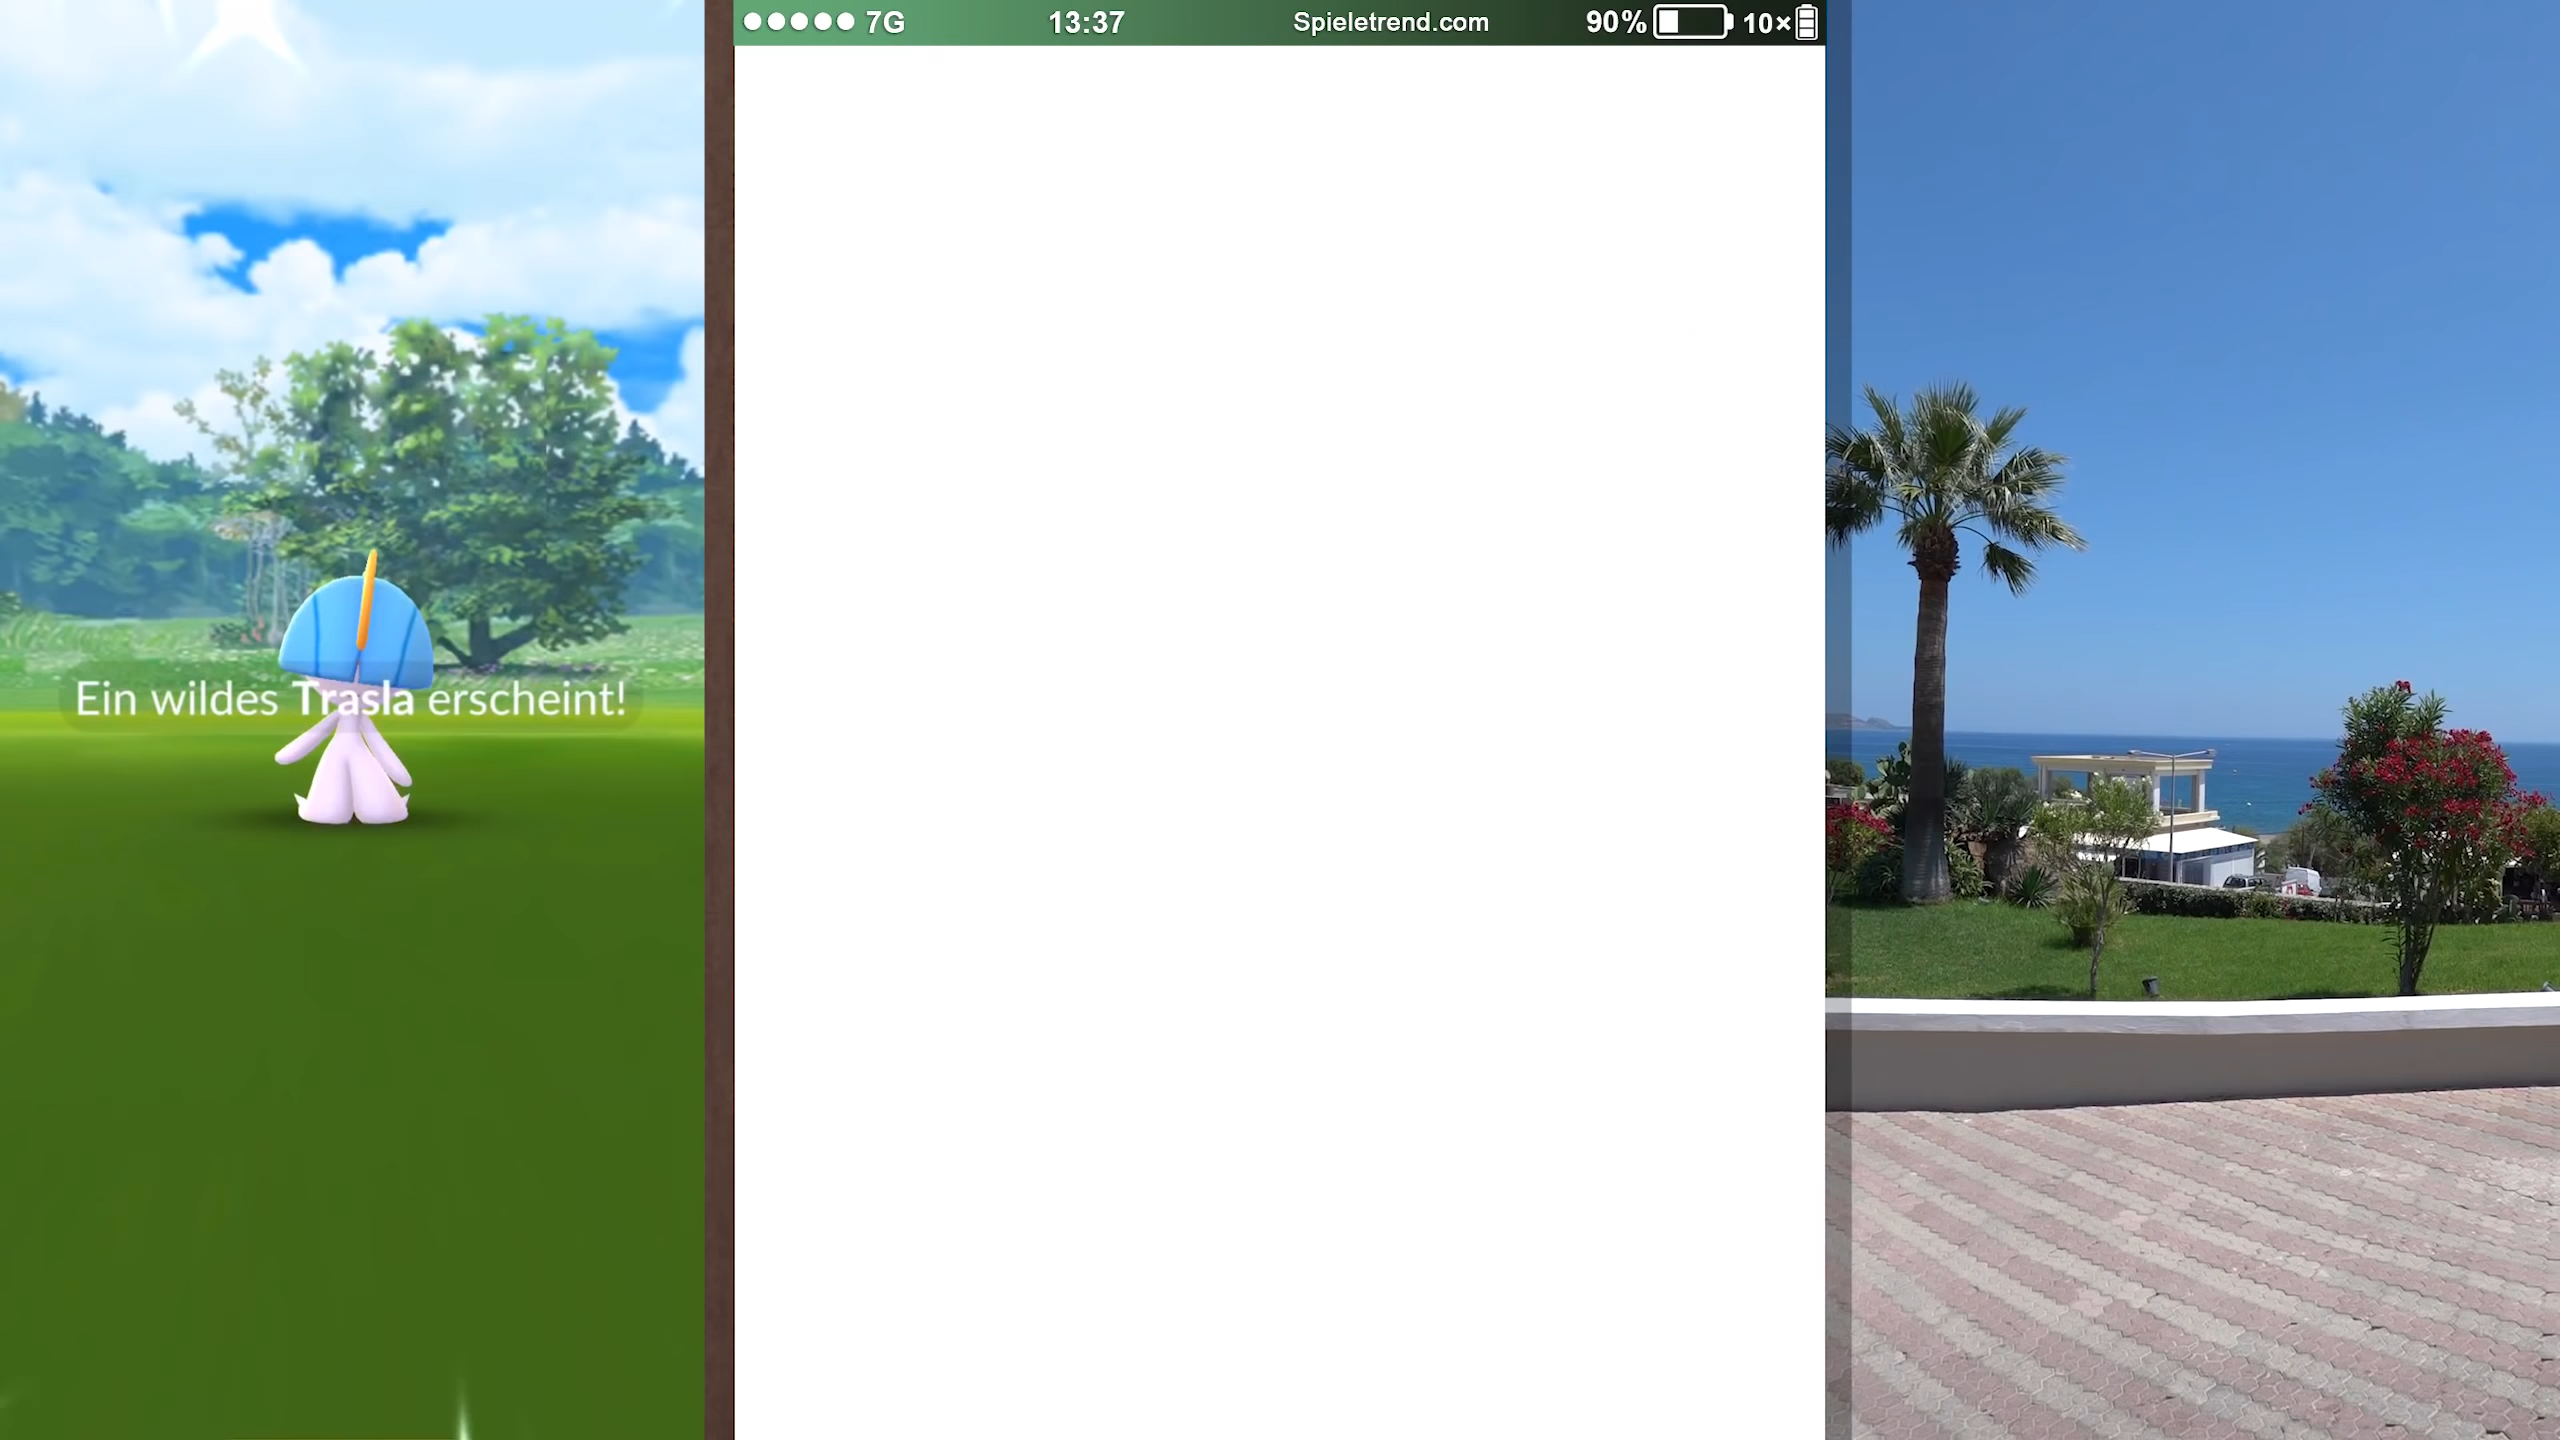 ●●●●● 7G 13:37 Spieletrend.com 90% 10×
Ein wildes Trasla erscheint!